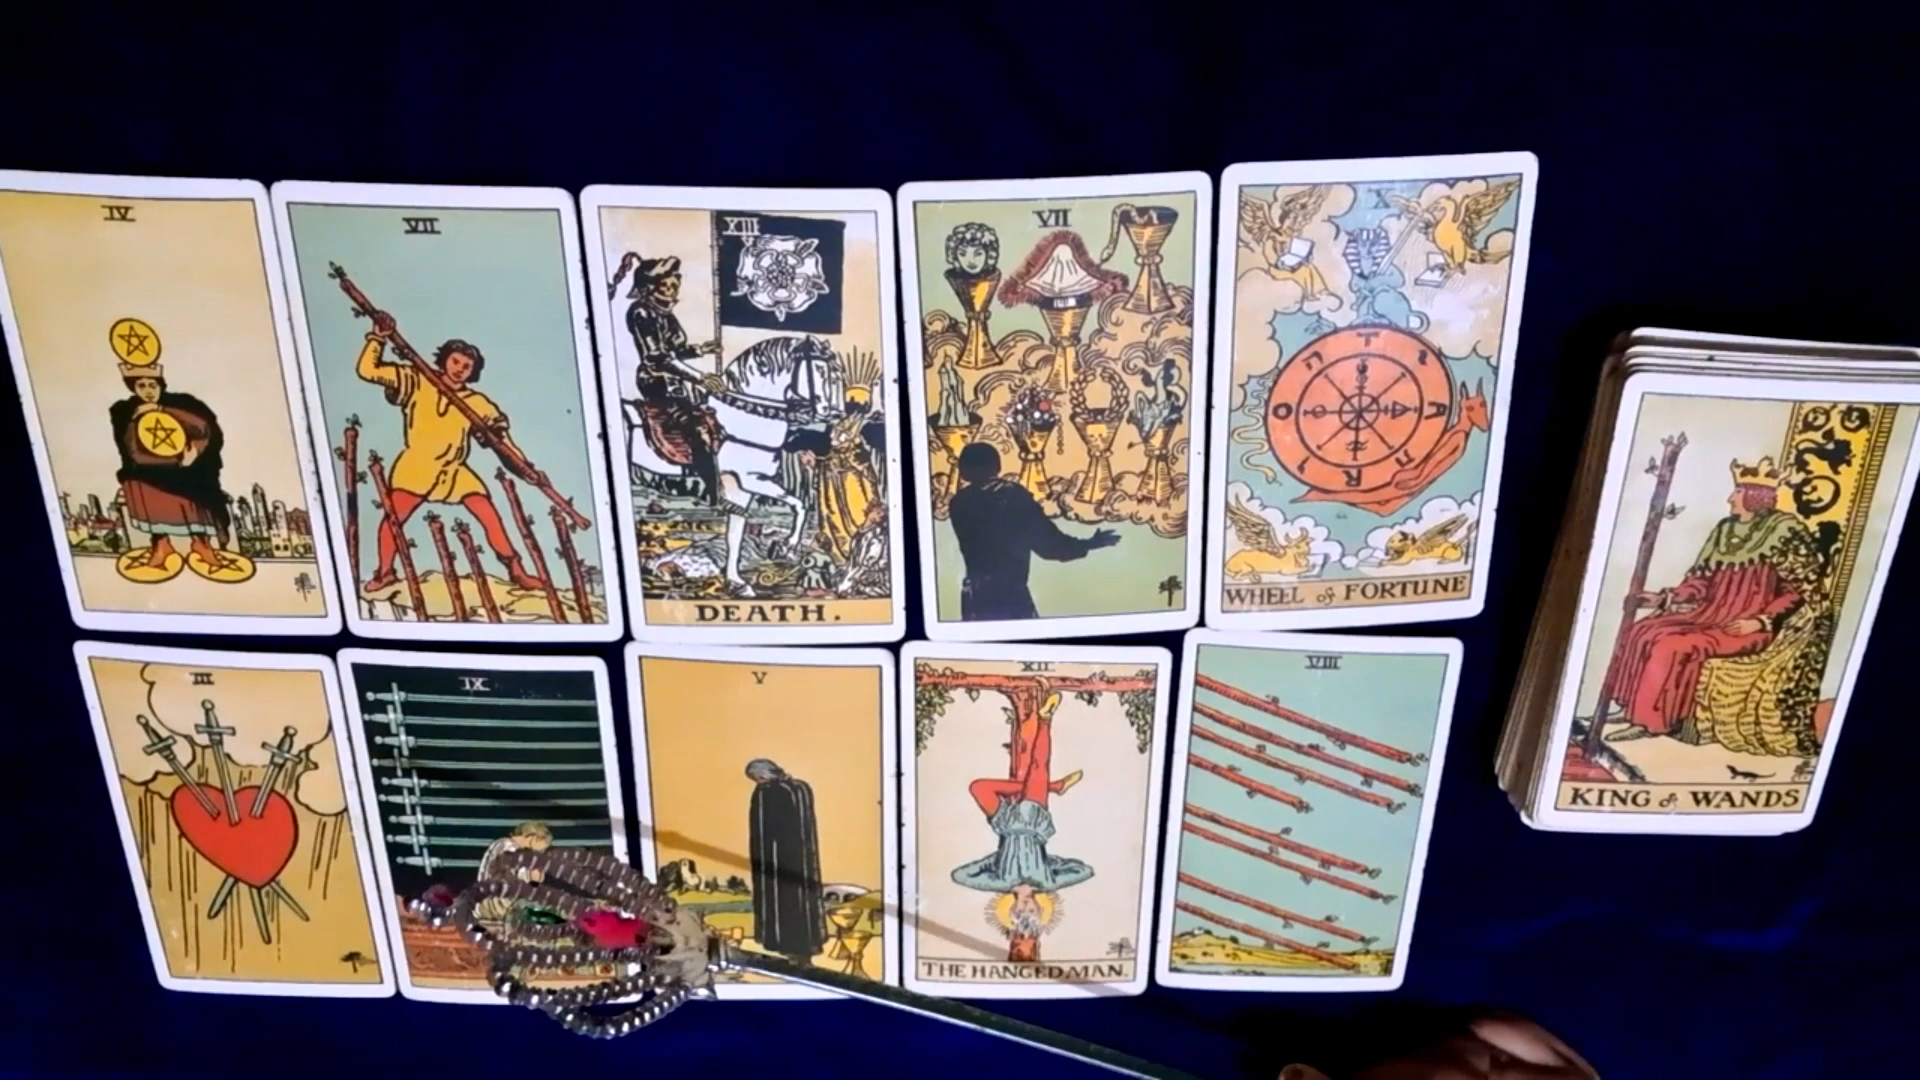 IV
VII
XIII
DEATH.
VII
X
WHEEL of FORTUNE
III
IX
V
XII
THE HANGED MAN.
VIII
KING of WANDS